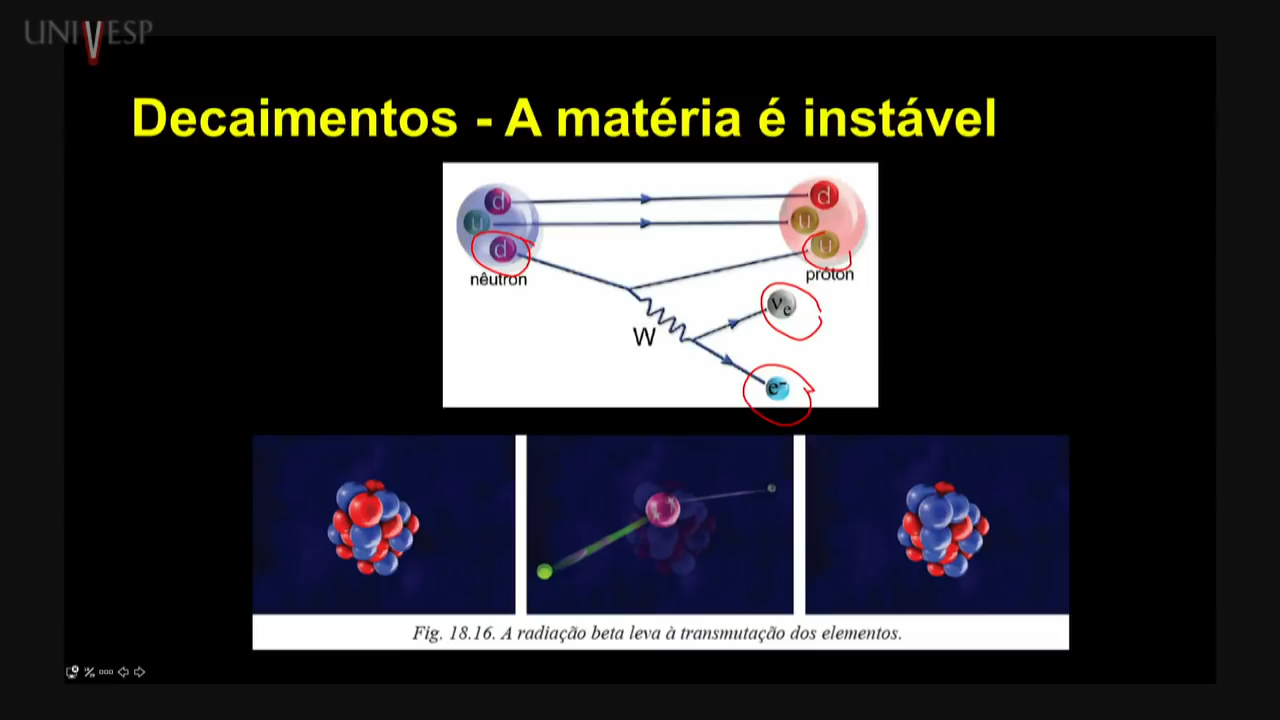 UNIVESP
Decaimentos - A matéria é instável
d
u
d
nêutron
d
u
u
próton
W
νe
e⁻
Fig. 18.16. A radiação beta leva à transmutação dos elementos.